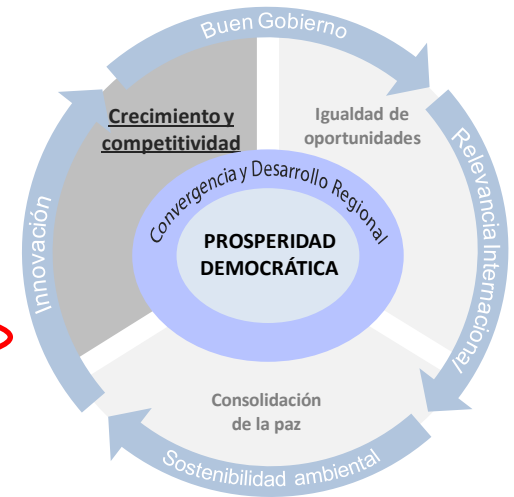 Buen Gobierno
Crecimiento y
competitividad
Igualdad de
oportunidades
Relevancia Internacional
Innovación
Convergencia y Desarrollo Regional
PROSPERIDAD
DEMOCRÁTICA
Consolidación
de la paz
Sostenibilidad ambiental